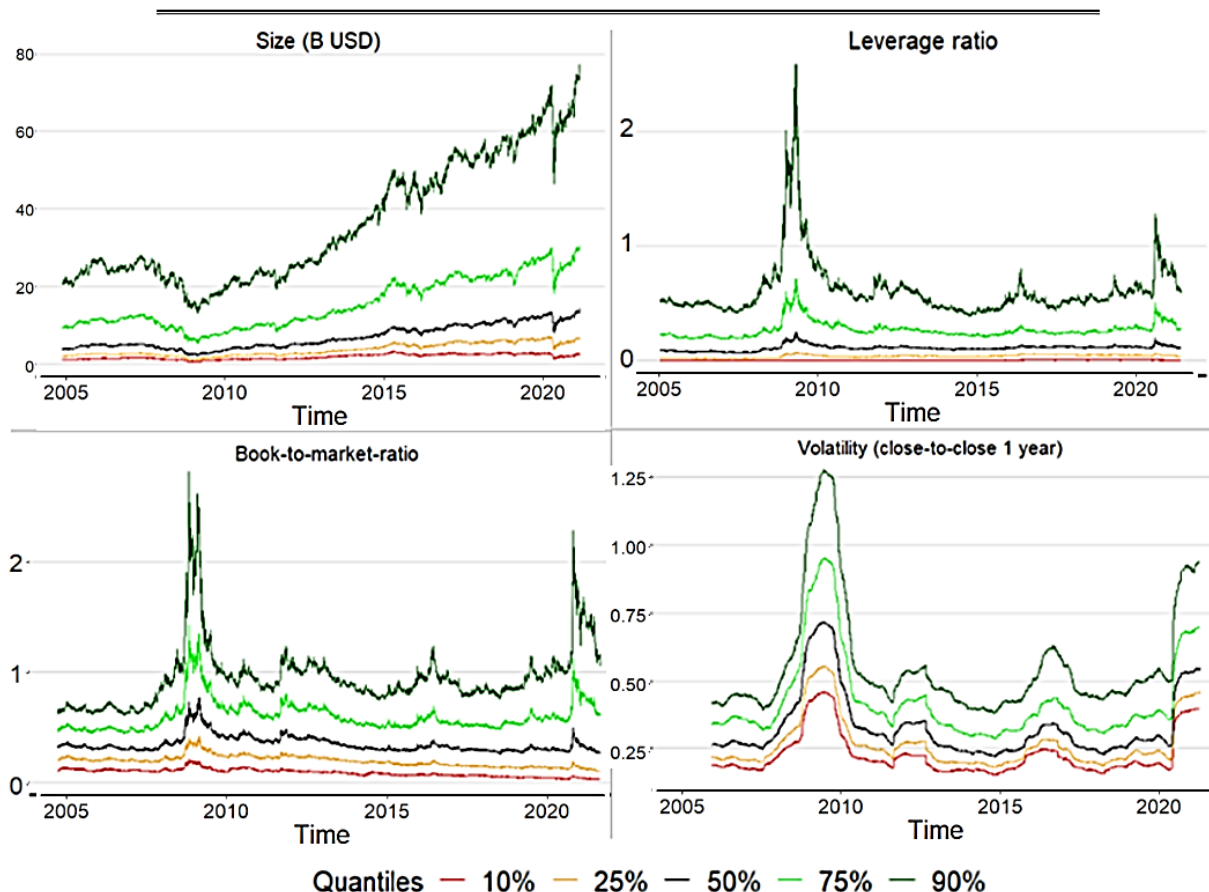 Size (B USD)
80
60
40
20
0
2005 2010 2015 2020
Time
Leverage ratio
2
1
0
2005 2010 2015 2020
Time
Book-to-market-ratio
2
1
0
2005 2010 2015 2020
Time
Volatility (close-to-close 1 year)
1.25
1.00
0.75
0.50
0.25
2005 2010 2015 2020
Time
Quantiles 10% 25% 50% 75% 90%